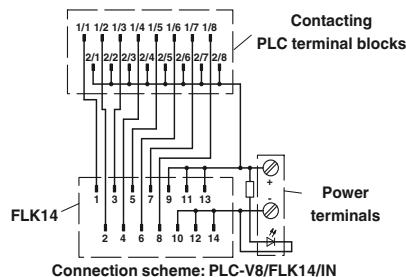 Contacting
PLC terminal blocks
1/1 1/2 1/3 1/4 1/5 1/6 1/7 1/8
2/1 2/2 2/3 2/4 2/5 2/6 2/7 2/8
+
-
1 3 5 7 9 11 13
2 4 6 8 10 12 14
FLK14
Power
terminals
Connection scheme: PLC-V8/FLK14/IN